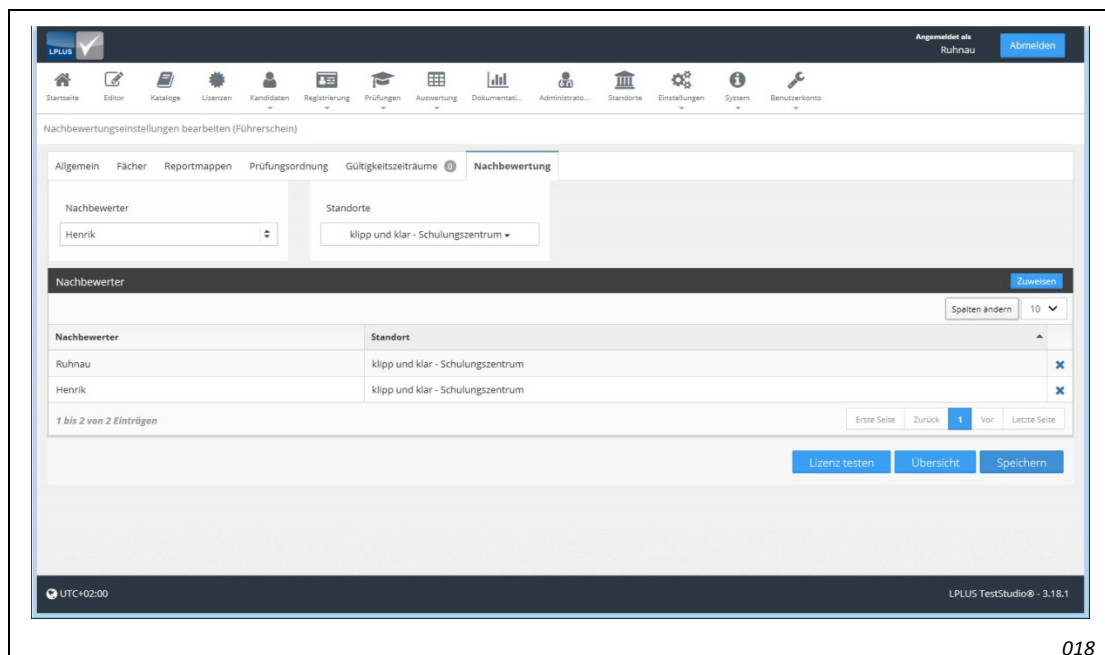 LPLUS
Angemeldet als
Ruhnau
Abmelden
Startseite Editor Kataloge Lizenzen Kandidaten Registrierung Prüfungen Auswertung Dokumentati... Administrato... Standorte Einstellungen System Benutzerkonto
Nachbewertungseinstellungen bearbeiten (Führerschein)
Allgemein Fächer Reportmappen Prüfungsordnung Gültigkeitszeiträume 0 Nachbewertung
Nachbewerter Standorte
Henrik klipp und klar - Schulungszentrum
Nachbewerter Zuweisen
Spalten ändern 10
Nachbewerter Standort
Ruhnau klipp und klar - Schulungszentrum
Henrik klipp und klar - Schulungszentrum
1 bis 2 von 2 Einträgen Erste Seite Zurück 1 Vor Letzte Seite
Lizenz testen Übersicht Speichern
UTC+02:00 LPLUS TestStudio® - 3.18.1
018